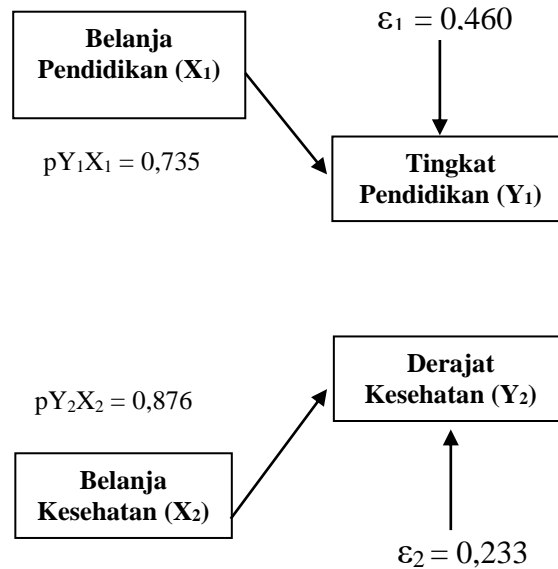 Belanja
Pendidikan (X₁)
ε₁ = 0,460
pY₁X₁ = 0,735
Tingkat
Pendidikan (Y₁)
Derajat
Kesehatan (Y₂)
pY₂X₂ = 0,876
Belanja
Kesehatan (X₂)
ε₂ = 0,233